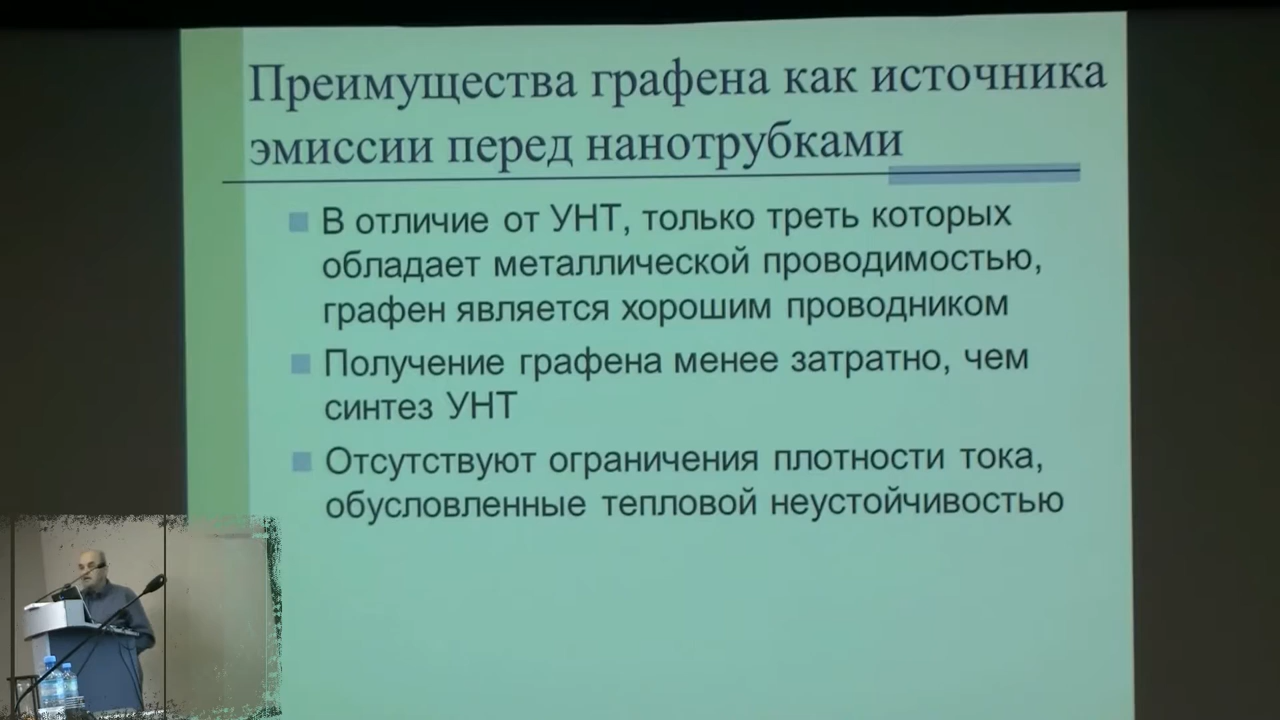 Преимущества графена как источника
эмиссии перед нанотрубками
В отличие от УНТ, только треть которых
обладает металлической проводимостью,
графен является хорошим проводником
Получение графена менее затратно, чем
синтез УНТ
Отсутствуют ограничения плотности тока,
обусловленные тепловой неустойчивостью